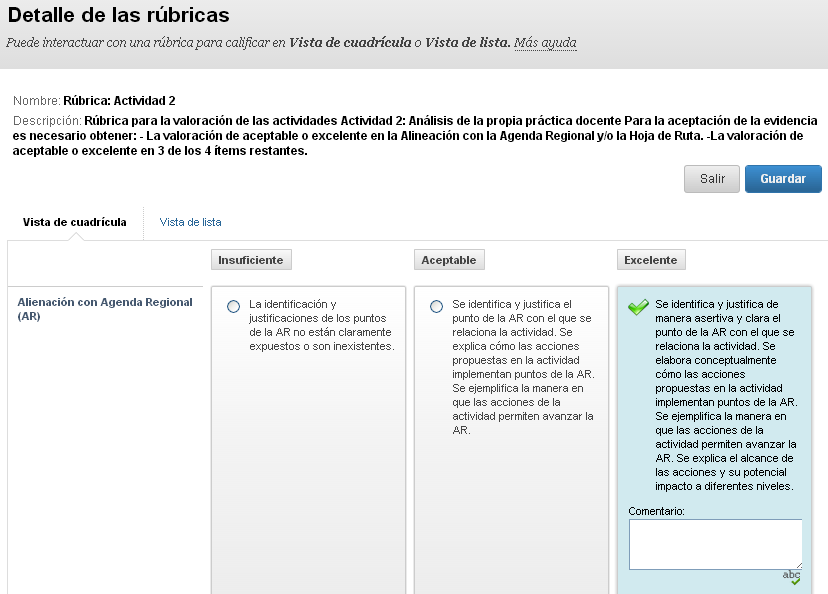 Detalle de las rúbricas
Puede interactuar con una rúbrica para calificar en Vista de cuadrícula o Vista de lista. Más ayuda
Nombre: Rúbrica: Actividad 2
Descripción: Rúbrica para la valoración de las actividades Actividad 2: Análisis de la propia práctica docente Para la aceptación de la evidencia
es necesario obtener: - La valoración de aceptable o excelente en la Alineación con la Agenda Regional y/o la Hoja de Ruta. -La valoración de
aceptable o excelente en 3 de los 4 ítems restantes.
Salir
Guardar
Vista de cuadrícula
Vista de lista
Insuficiente
Aceptable
Excelente
Alienación con Agenda Regional
(AR)
La identificación y
justificaciones de los puntos
de la AR no están claramente
expuestos o son inexistentes.
Se identifica y justifica el
punto de la AR con el que se
relaciona la actividad. Se
explica cómo las acciones
propuestas en la actividad
implementan puntos de la AR.
Se ejemplifica la manera en
que las acciones de la
actividad permiten avanzar la
AR.
Se identifica y justifica de
manera asertiva y clara el
punto de la AR con el que se
relaciona la actividad. Se
elabora conceptualmente
cómo las acciones
propuestas en la actividad
implementan puntos de la AR.
Se ejemplifica la manera en
que las acciones de la
actividad permiten avanzar la
AR. Se explica el alcance de
las acciones y su potencial
impacto a diferentes niveles.
Comentario:
abc